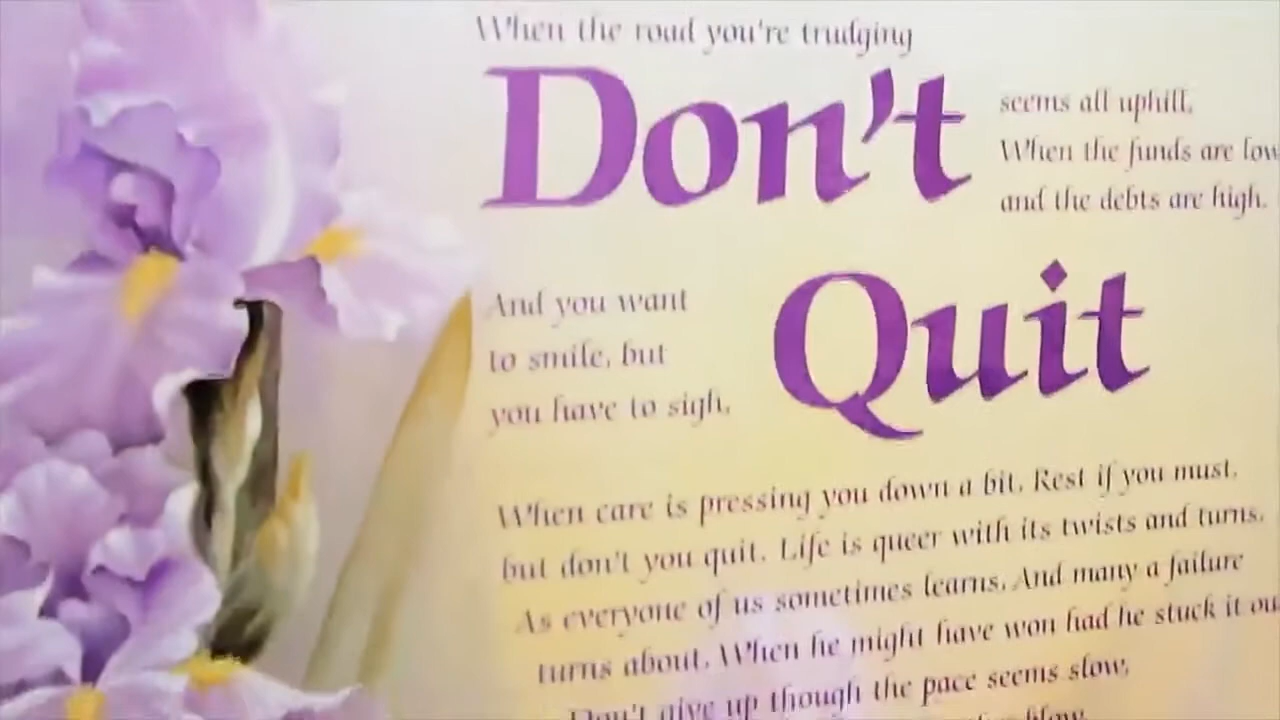 When the road you're trudging
Don't
seems all uphill,
When the funds are low
and the debts are high.
And you want
to smile, but
you have to sigh,
Quit
When care is pressing you down a bit. Rest if you must,
but don't you quit. Life is queer with its twists and turns.
As everyone of us sometimes learns. And many a failure
turns about. When he might have won had he stuck it ou
Don't give up though the pace seems slow,
blow.